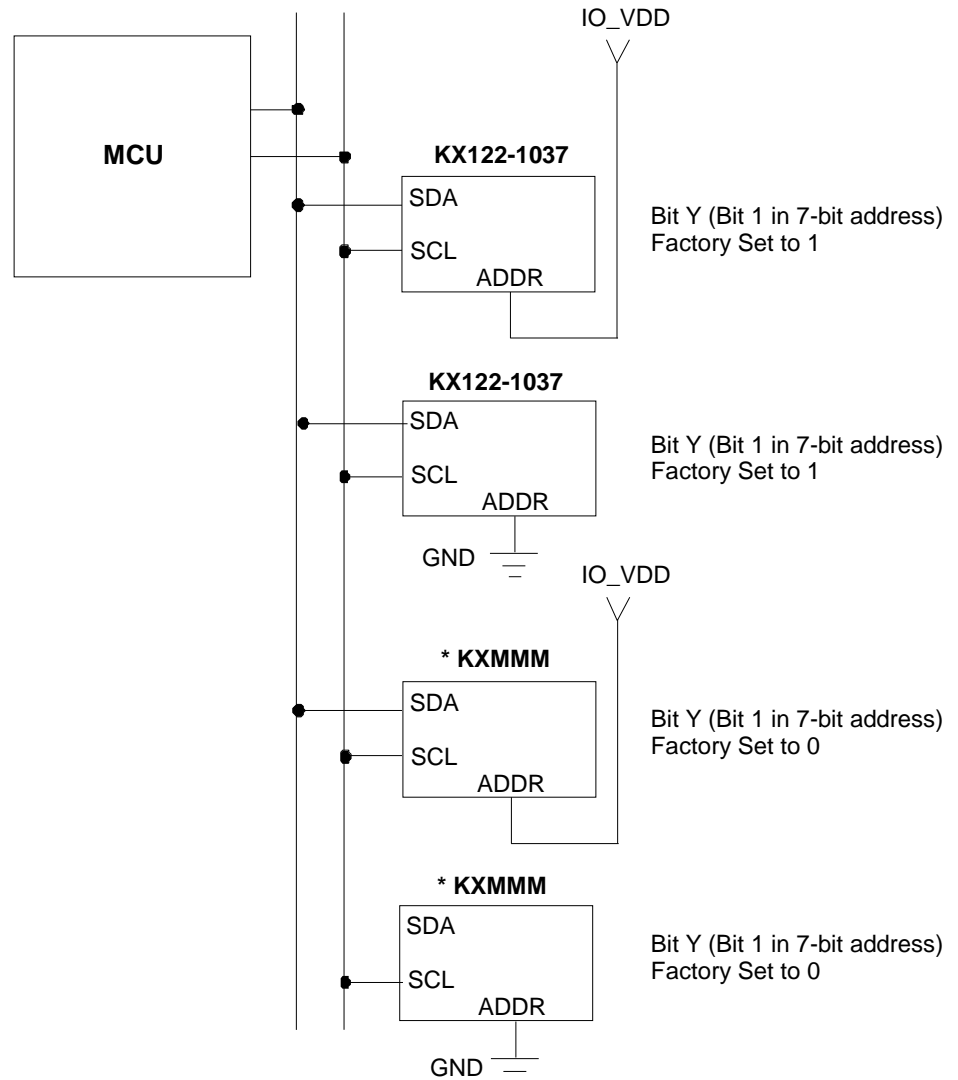 IO_VDD
MCU
KX122-1037
SDA
SCL
ADDR
Bit Y (Bit 1 in 7-bit address)
Factory Set to 1
KX122-1037
SDA
SCL
ADDR
Bit Y (Bit 1 in 7-bit address)
Factory Set to 1
GND
IO_VDD
* KXMMM
SDA
SCL
ADDR
Bit Y (Bit 1 in 7-bit address)
Factory Set to 0
* KXMMM
SDA
SCL
ADDR
Bit Y (Bit 1 in 7-bit address)
Factory Set to 0
GND